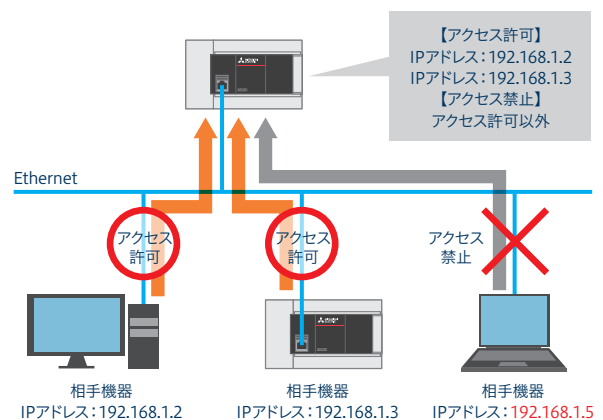 【アクセス許可】
IPアドレス：192.168.1.2
IPアドレス：192.168.1.3
【アクセス禁止】
アクセス許可以外
Ethernet
アクセス
許可
アクセス
許可
アクセス
禁止
相手機器
IPアドレス：192.168.1.2
相手機器
IPアドレス：192.168.1.3
相手機器
IPアドレス：192.168.1.5